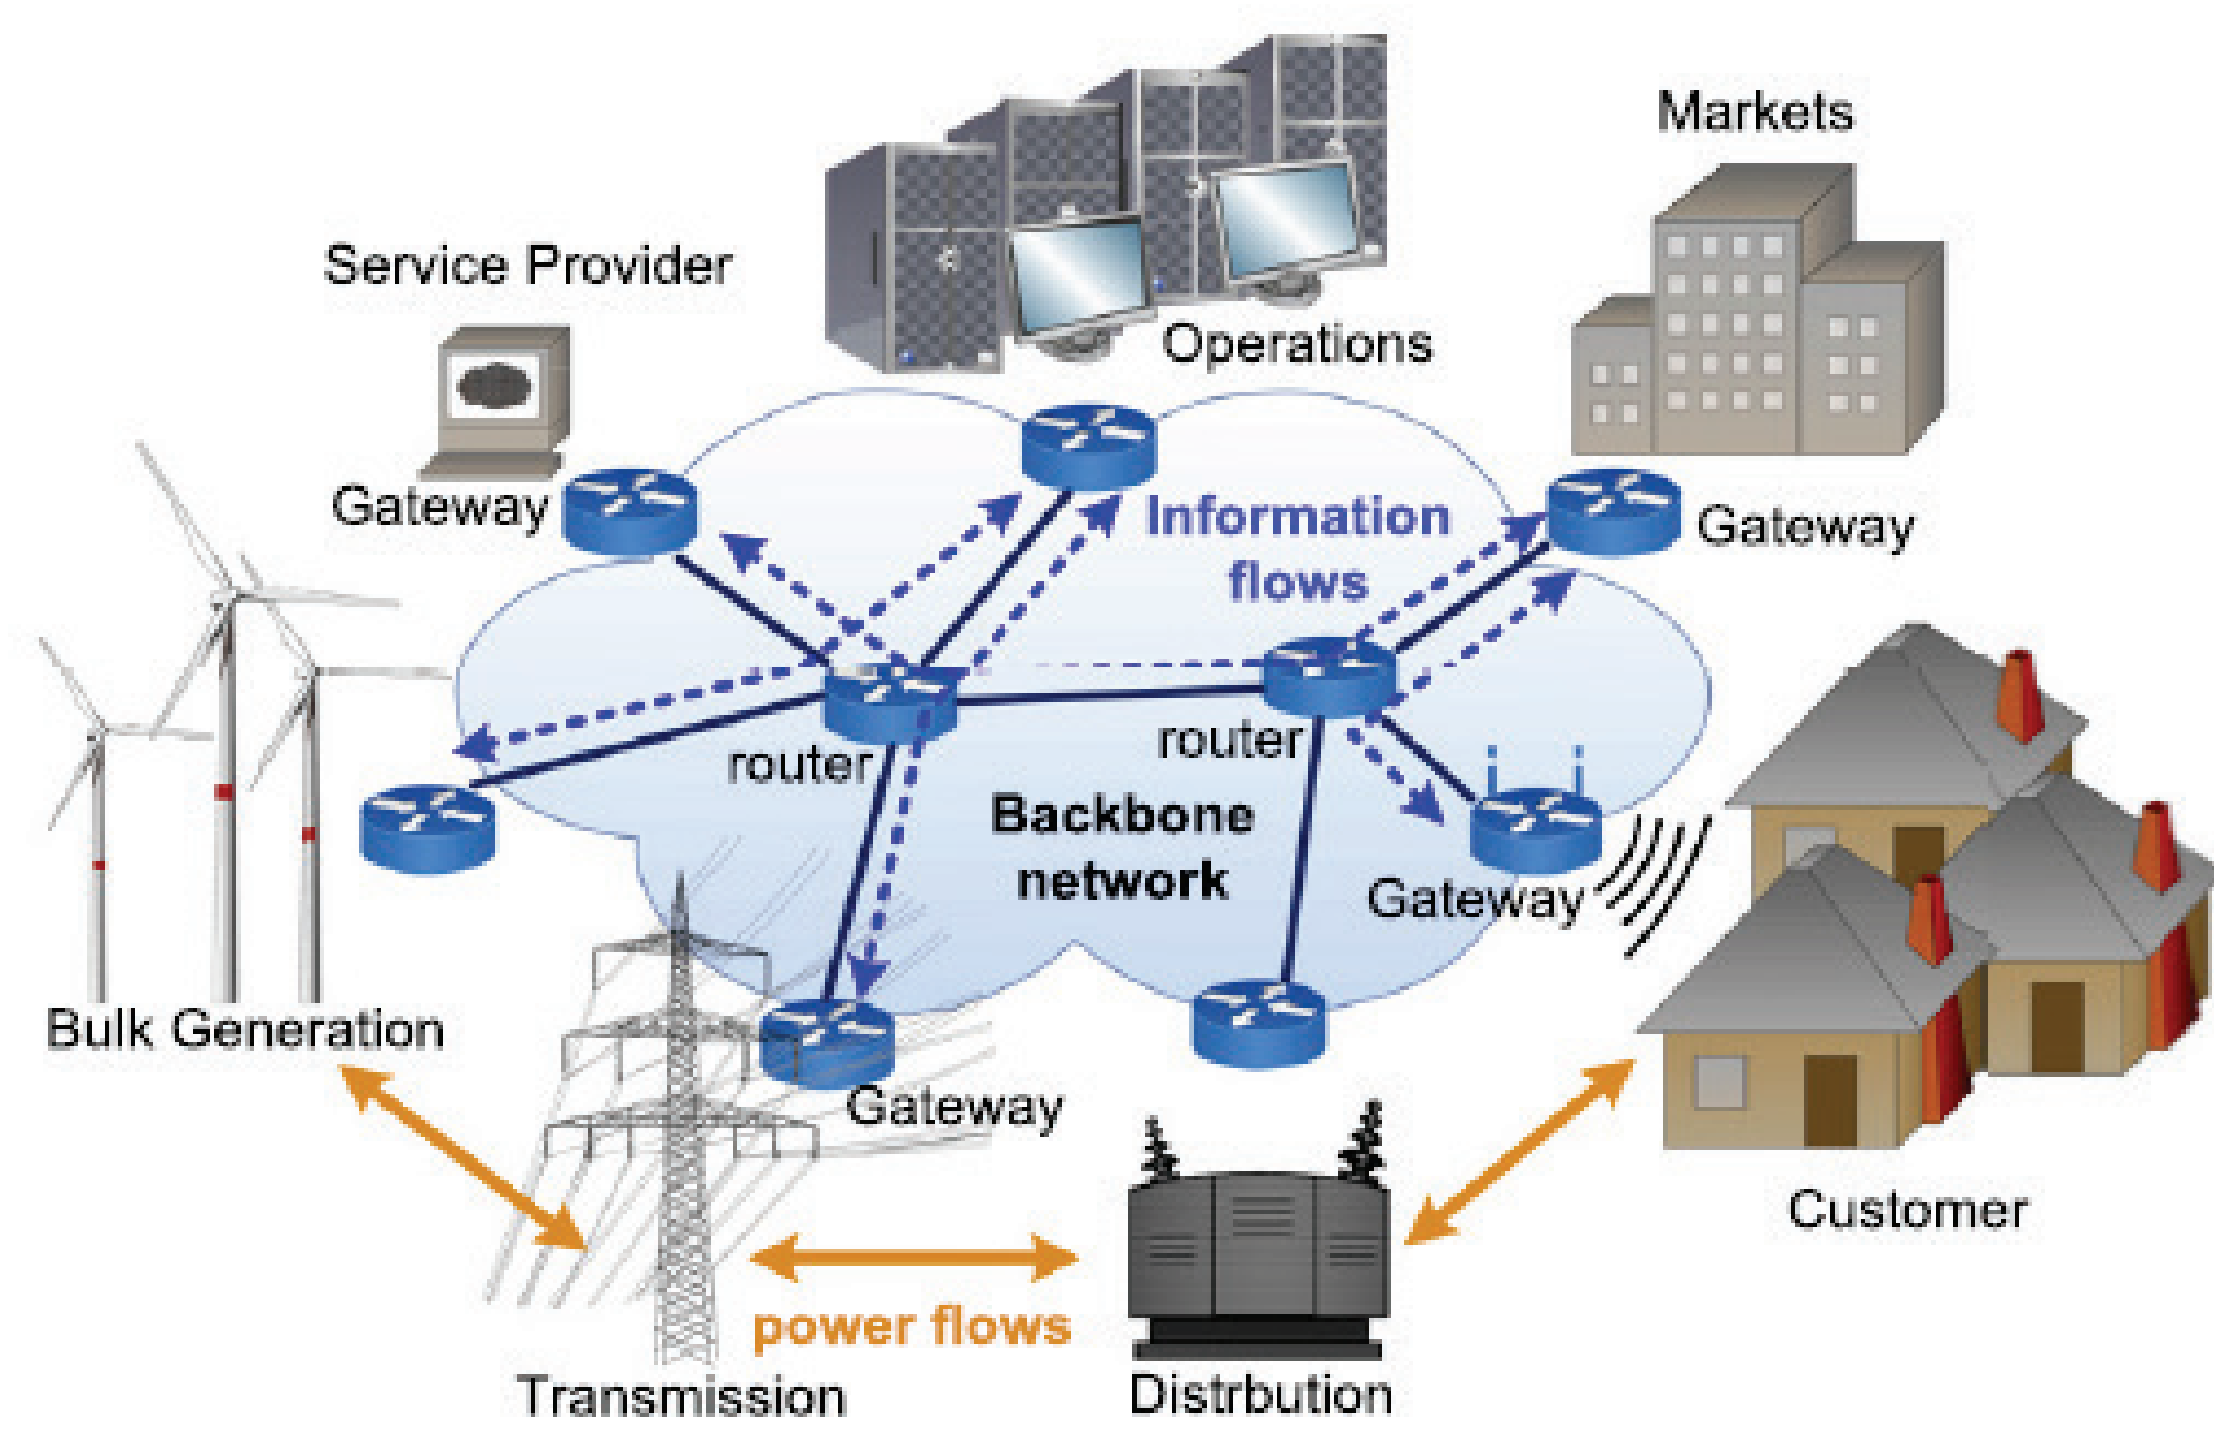 Markets
Service Provider
Operations
Gateway
Information
flows
Gateway
router
router
Backbone
network
Gateway
Bulk Generation
Gateway
Customer
power flows
Transmission
Distrbution